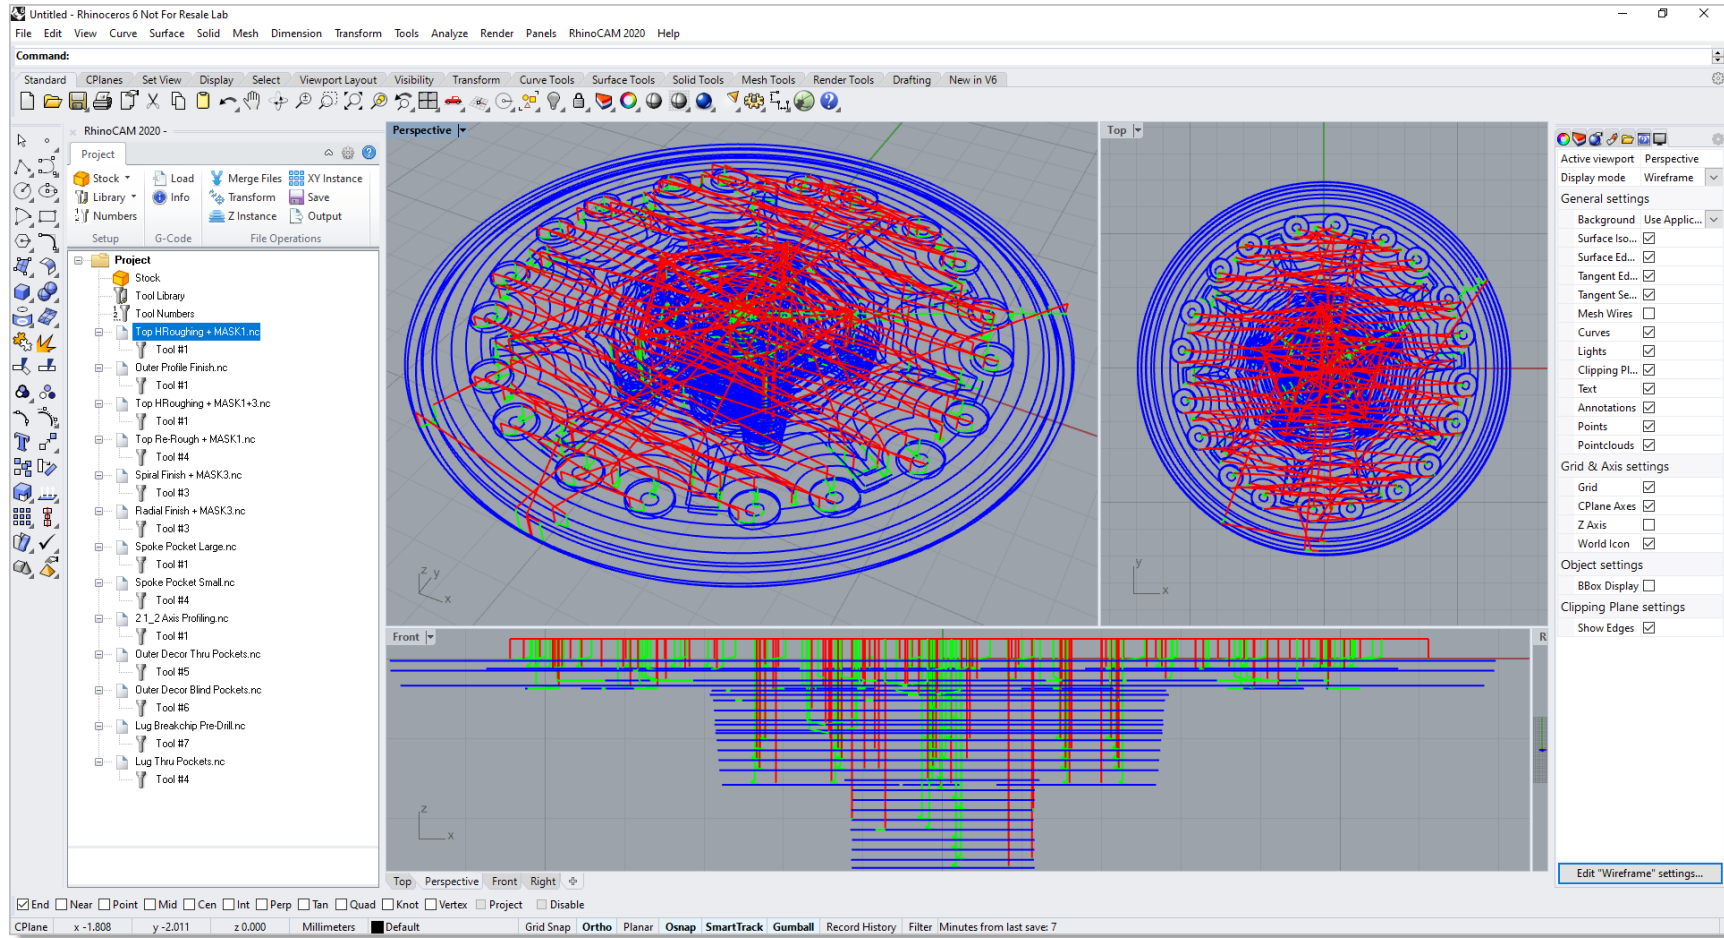 Untitled - Rhinoceros 6 Not For Resale Lab
File Edit View Curve Surface Solid Mesh Dimension Transform Tools Analyze Render Panels RhinoCAM 2020 Help
Command:
Standard CPlanes Set View Display Select Viewport Layout Visibility Transform Curve Tools Surface Tools Solid Tools Mesh Tools Render Tools Drafting New in V6
RhinoCAM 2020 -
Project
Stock Load Merge Files XY Instance
Library Info Transform Save
Numbers Z Instance Output
Setup G-Code File Operations
Project
Stock
Tool Library
Tool Numbers
Top HRoughing + MASK1.nc
Tool #1
Outer Profile Finish.nc
Tool #1
Top HRoughing + MASK1+3.nc
Tool #1
Top Re-Rough + MASK1.nc
Tool #4
Spiral Finish + MASK3.nc
Tool #3
Radial Finish + MASK3.nc
Tool #3
Spoke Pocket Large.nc
Tool #1
Spoke Pocket Small.nc
Tool #4
2 1_2 Axis Profiling.nc
Tool #1
Outer Decor Thru Pockets.nc
Tool #5
Outer Decor Blind Pockets.nc
Tool #6
Lug Breakchip Pre-Drill.nc
Tool #7
Lug Thru Pockets.nc
Tool #4
Perspective
z y
x
Top
y
x
Front
z
x
R
Top Perspective Front Right
Active viewport Perspective
Display mode Wireframe
General settings
Background Use Applic...
Surface Iso...
Surface Ed...
Tangent Ed...
Tangent Se...
Mesh Wires
Curves
Lights
Clipping Pl...
Text
Annotations
Points
Pointclouds
Grid & Axis settings
Grid
CPlane Axes
Z Axis
World Icon
Object settings
BBox Display
Clipping Plane settings
Show Edges
Edit "Wireframe" settings...
End Near Point Mid Cen Int Perp Tan Quad Knot Vertex Project Disable
CPlane x -1.808 y -2.011 z 0.000 Millimeters Default Grid Snap Ortho Planar Osnap SmartTrack Gumball Record History Filter Minutes from last save: 7